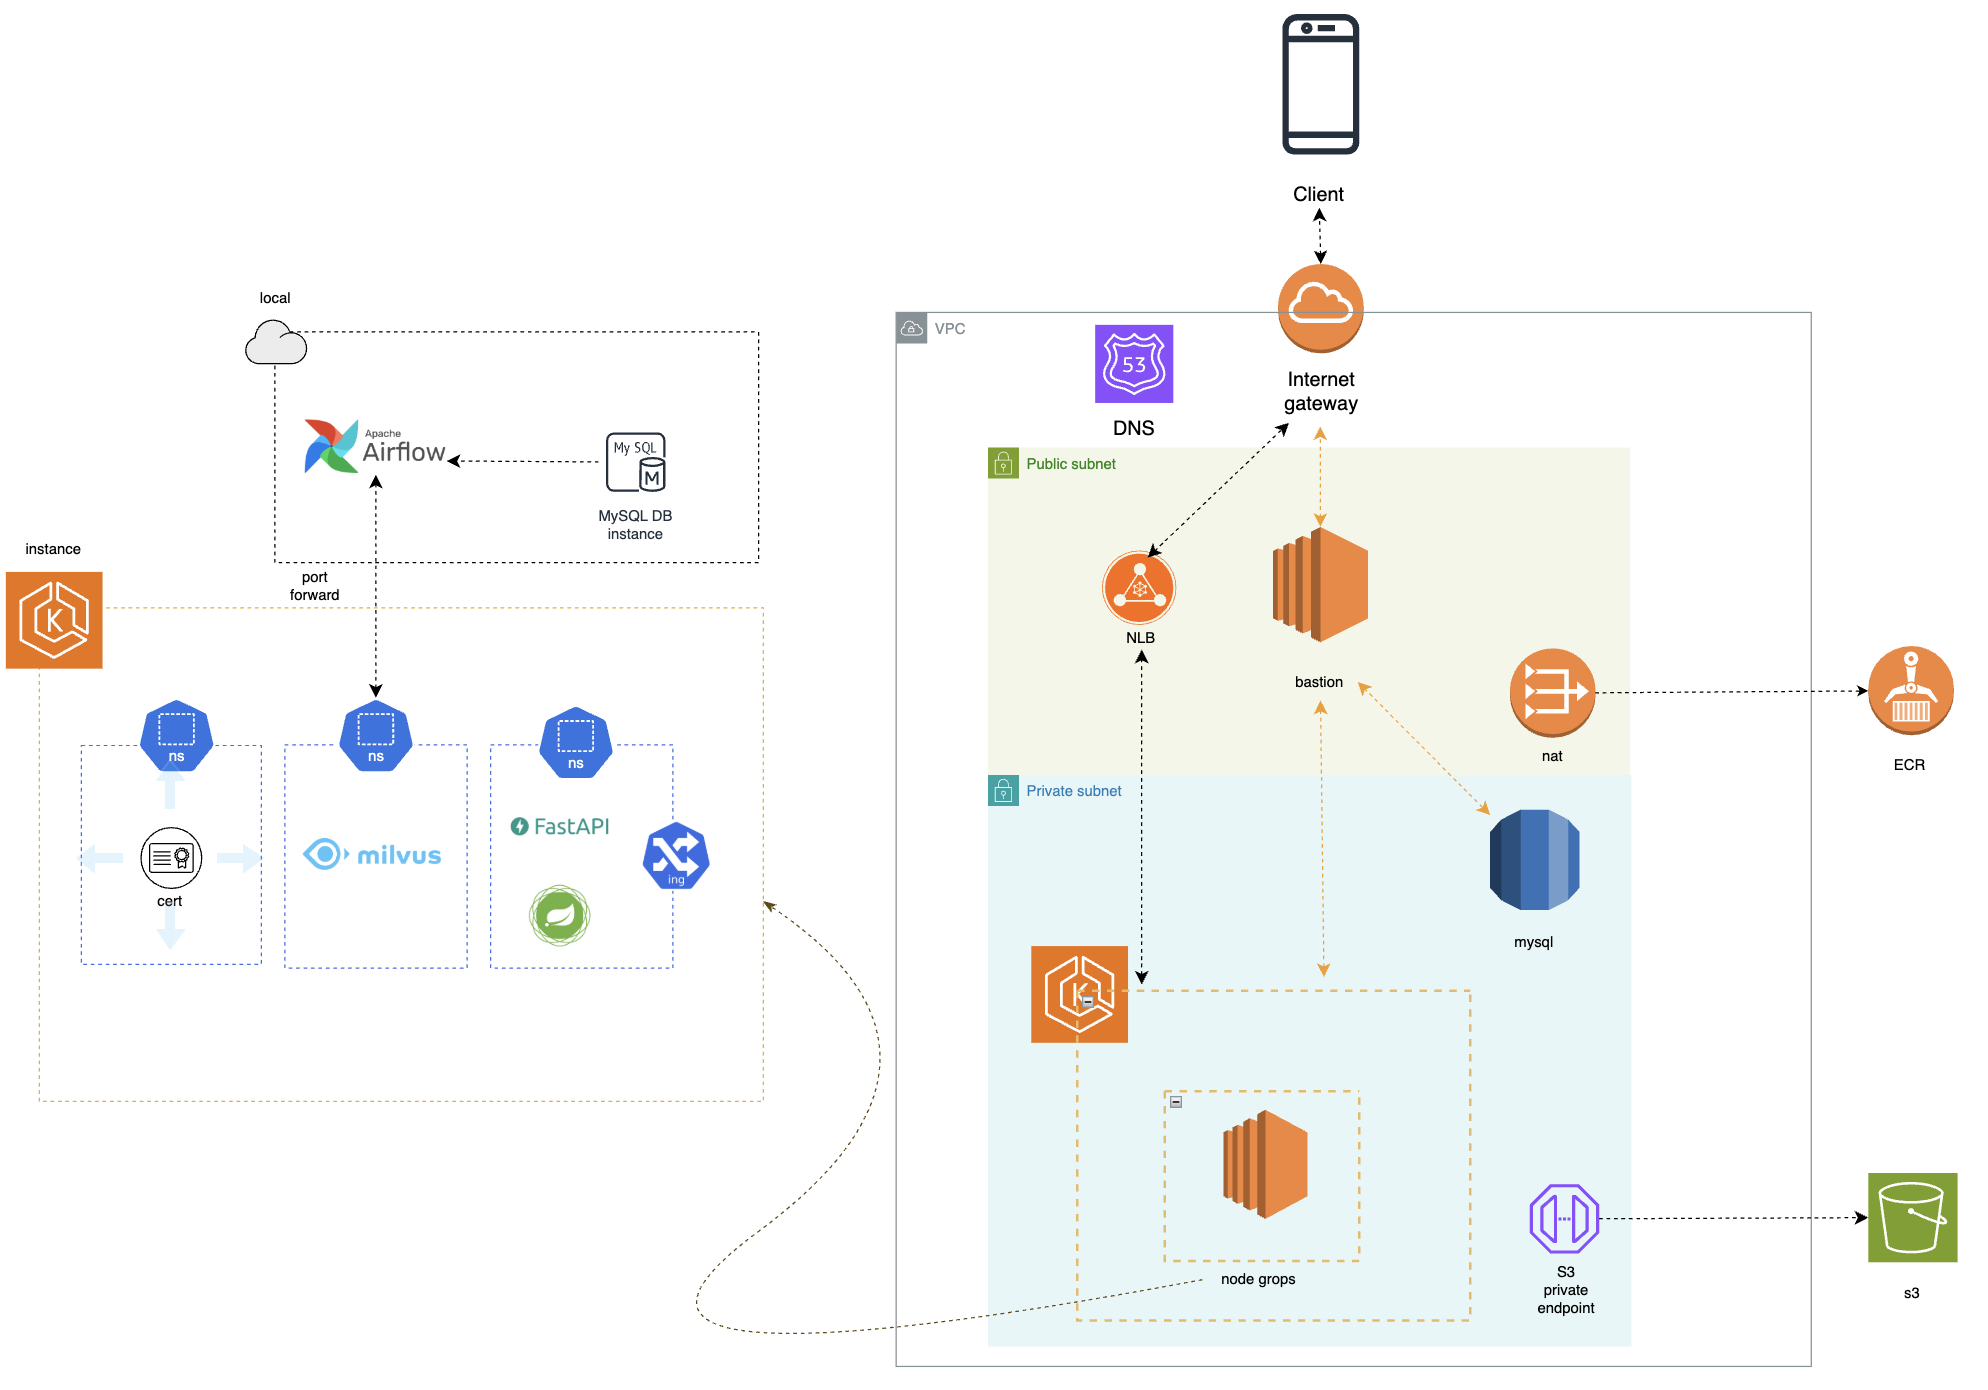 Client
local
VPC
53
Internet
gateway
DNS
Apache
Airflow
My SQL
M
MySQL DB
instance
Public subnet
instance
port
forward
K
NLB
bastion
nat
ECR
ns
ns
ns
Private subnet
FastAPI
milvus
ing
cert
mysql
K
node grops
S3
private
endpoint
s3